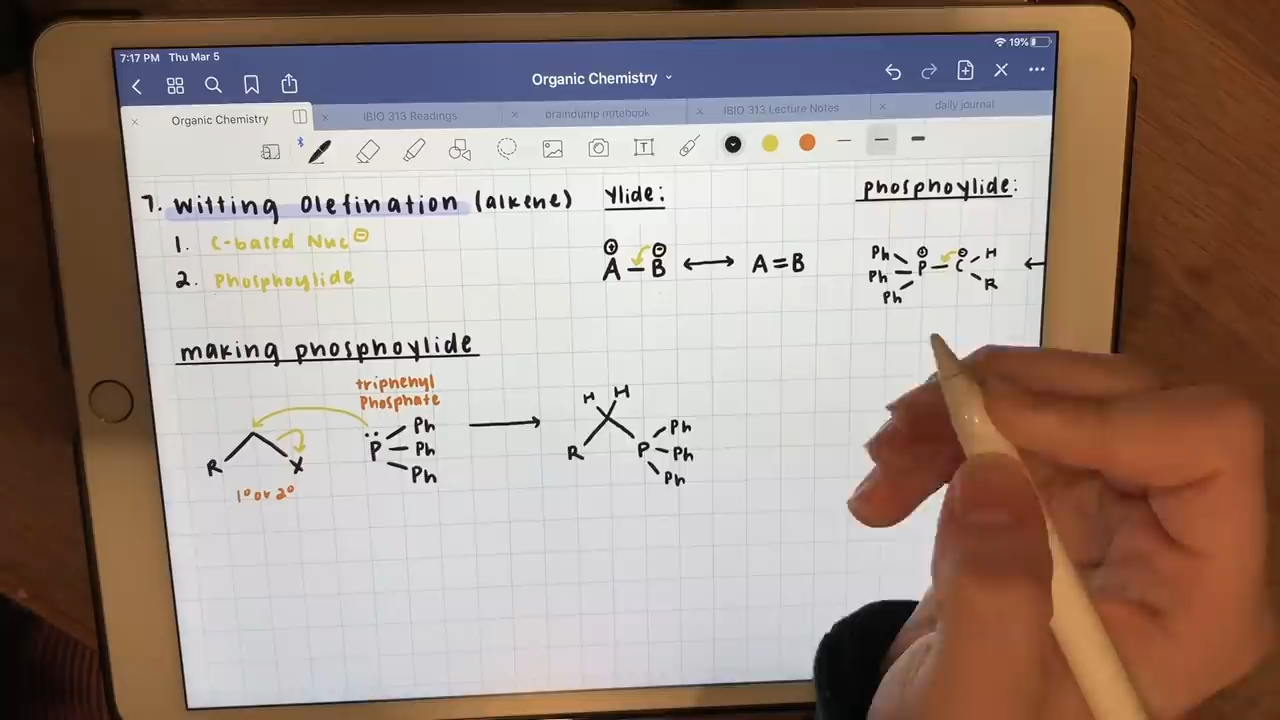 7:17 PM Thu Mar 5
19%
Organic Chemistry
Organic Chemistry
IBIO 313 Readings
braindump notebook
IBIO 313 Lecture Notes
daily journal
7. Witting Olefination (alkene)
1. C-based Nuc⊖
2. Phosphoylide
Ylide:
⊕ ⊖
A – B ⟷ A=B
phosphoylide:
Ph ⊕ ⊖ H
Ph P – C
Ph R
making phosphoylide
triphenyl
Phosphate
R X
1° or 2°
P Ph
Ph
Ph
H H
R P Ph
Ph
Ph